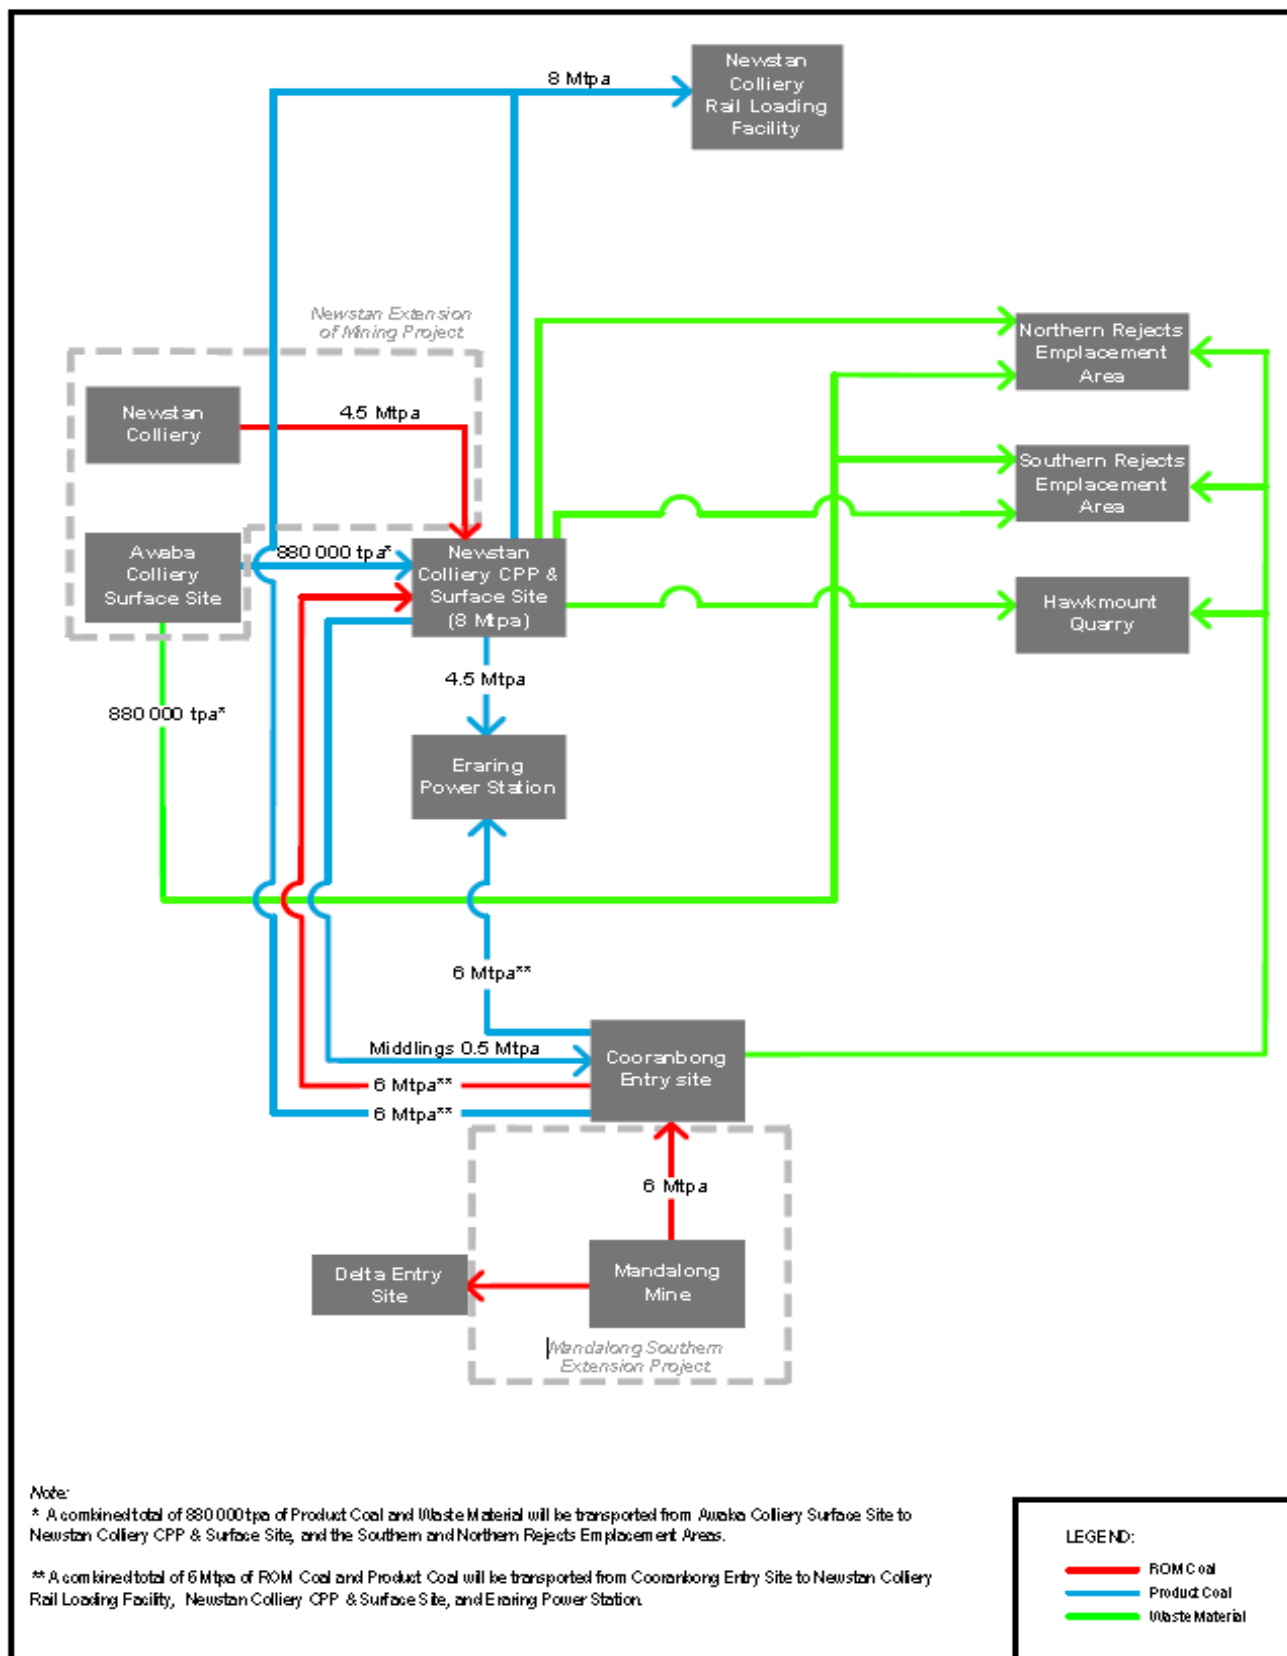 8 Mtpa
Newstan
Colliery
Rail Loading
Facility
Newstan Extension
of Mining Project
Northern Rejects
Emplacement
Area
Newstan
Colliery
4.5 Mtpa
Southern Rejects
Emplacement
Area
Awaba
Colliery
Surface Site
880 000 tpa*
Newstan
Colliery CPP &
Surface Site
(8 Mtpa)
Hawkmount
Quarry
4.5 Mtpa
880 000 tpa*
Eraring
Power Station
6 Mtpa**
Middlings 0.5 Mtpa
6 Mtpa**
6 Mtpa**
Cooranbong
Entry site
6 Mtpa
Delta Entry
Site
Mandalong
Mine
Mandalong Southern
Extension Project
Note:
* A combined total of 880 000 tpa of Product Coal and Waste Material will be transported from Awaba Colliery Surface Site to
Newstan Colliery CPP & Surface Site, and the Southern and Northern Rejects Emplacement Areas.
** A combined total of 6 Mtpa of ROM Coal and Product Coal will be transported from Cooranbong Entry Site to Newstan Colliery
Rail Loading Facility, Newstan Colliery CPP & Surface Site, and Eraring Power Station.
LEGEND:
ROM Coal
Product Coal
Waste Material